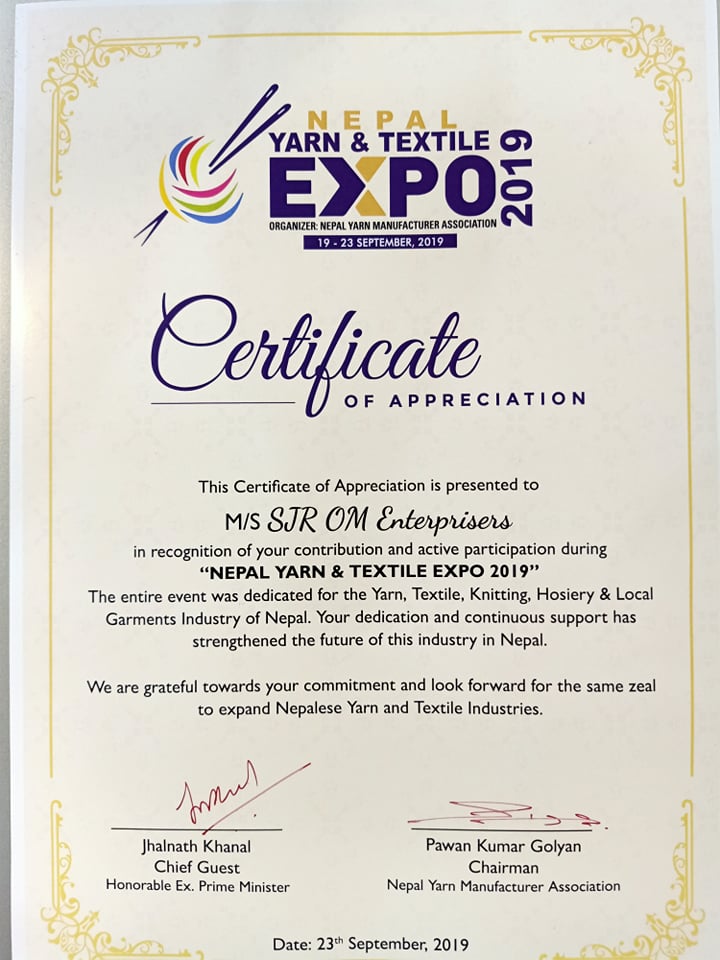 NEPAL
YARN & TEXTILE
EXPO 2019
ORGANIZER: NEPAL YARN MANUFACTURER ASSOCIATION
19 - 23 SEPTEMBER, 2019
Certificate
OF APPRECIATION
This Certificate of Appreciation is presented to
M/S SJR OM Enterprisers
in recognition of your contribution and active participation during
“NEPAL YARN & TEXTILE EXPO 2019”
The entire event was dedicated for the Yarn, Textile, Knitting, Hosiery & Local
Garments Industry of Nepal. Your dedication and continuous support has
strengthened the future of this industry in Nepal.
We are grateful towards your commitment and look forward for the same zeal
to expand Nepalese Yarn and Textile Industries.
Jhalnath Khanal
Chief Guest
Honorable Ex. Prime Minister
Pawan Kumar Golyan
Chairman
Nepal Yarn Manufacturer Association
Date: 23th September, 2019